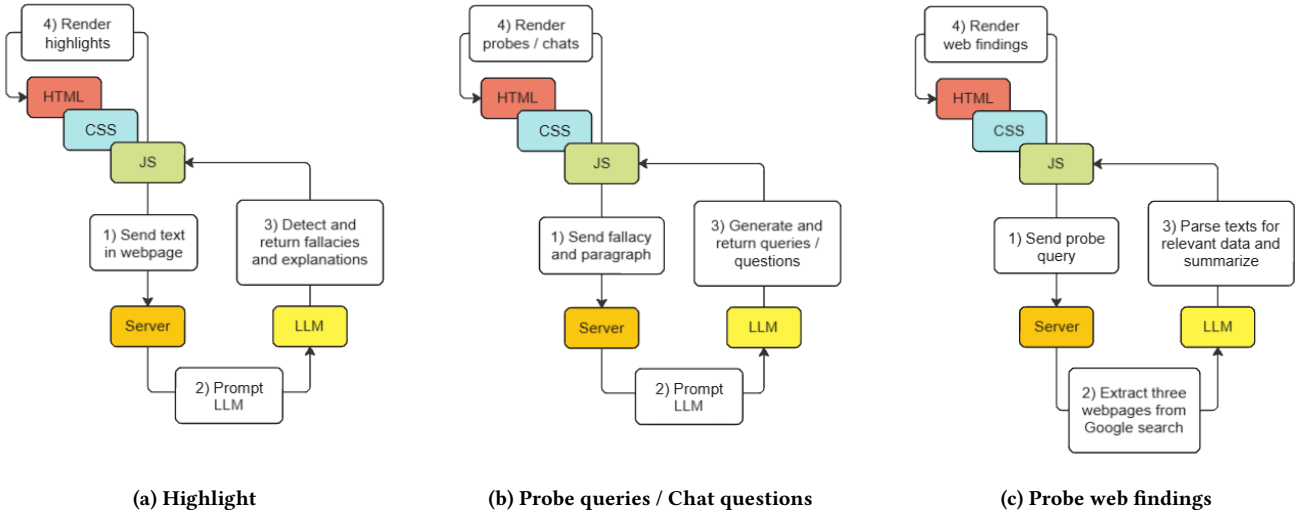 4) Render
highlights
HTML
CSS
JS
1) Send text
in webpage
3) Detect and
return fallacies
and explanations
Server
LLM
2) Prompt
LLM
(a) Highlight
4) Render
probes / chats
HTML
CSS
JS
1) Send fallacy
and paragraph
3) Generate and
return queries /
questions
Server
LLM
2) Prompt
LLM
(b) Probe queries / Chat questions
4) Render
web findings
HTML
CSS
JS
1) Send probe
query
3) Parse texts for
relevant data and
summarize
Server
LLM
2) Extract three
webpages from
Google search
(c) Probe web findings